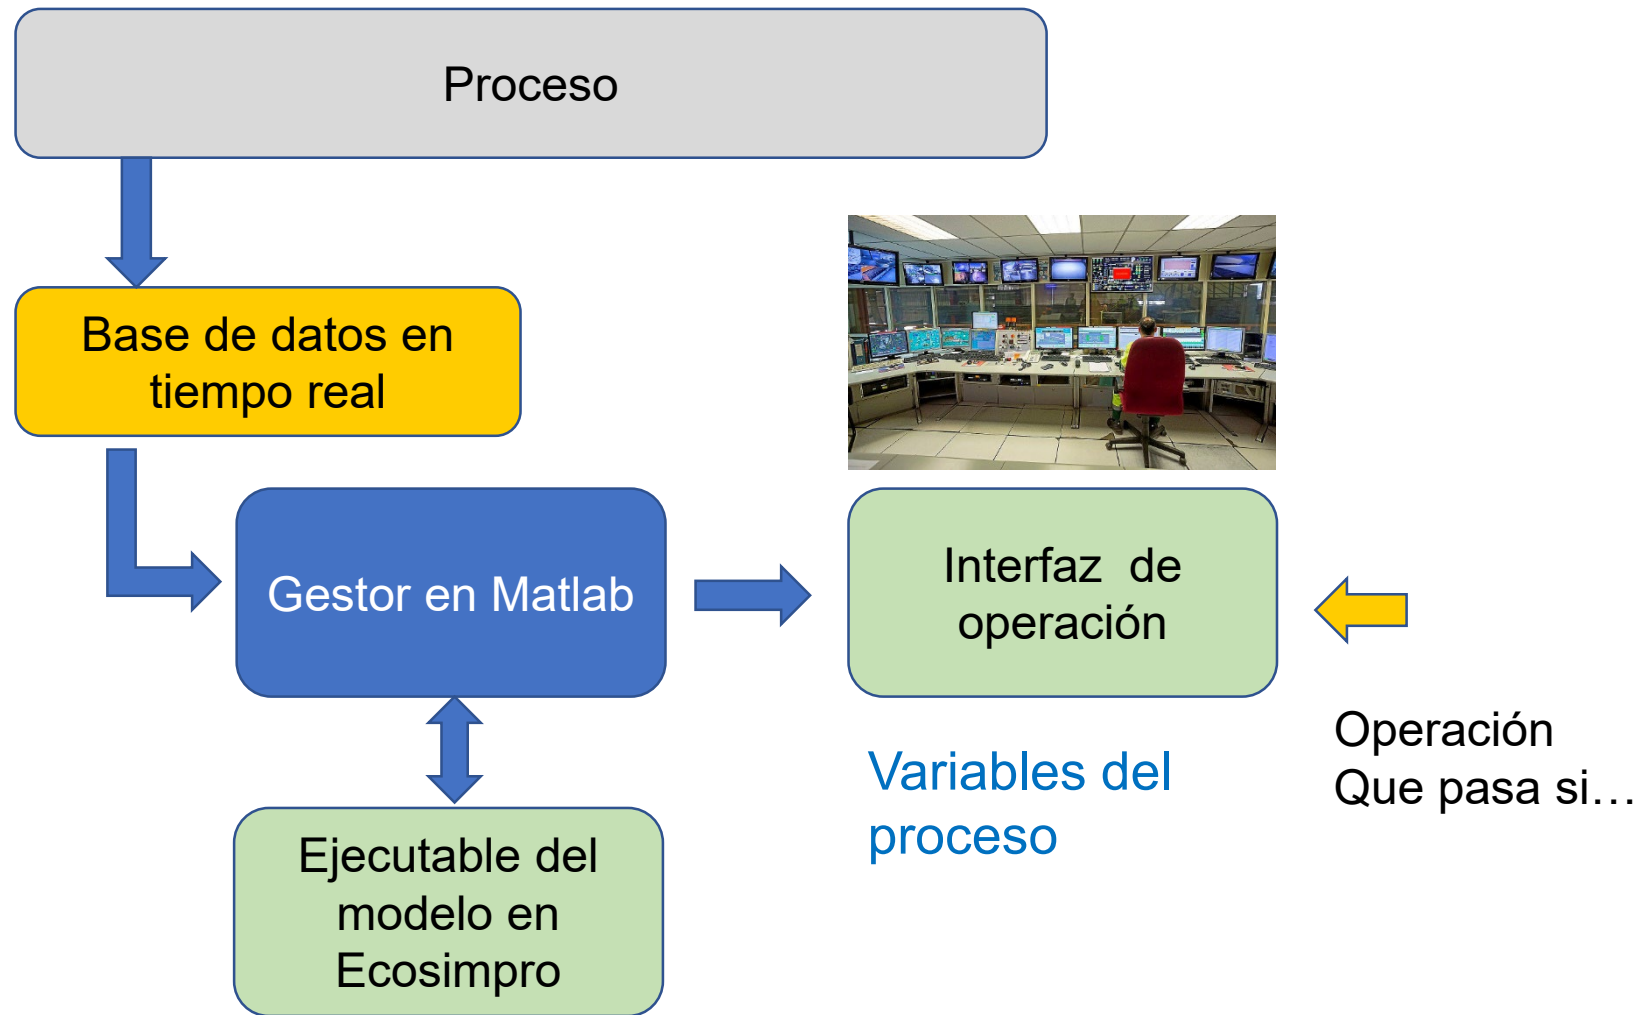 Proceso
Base de datos en
tiempo real
Gestor en Matlab
Interfaz  de
operación
Operación
Que pasa si…
Variables del
proceso
Ejecutable del
modelo en
Ecosimpro